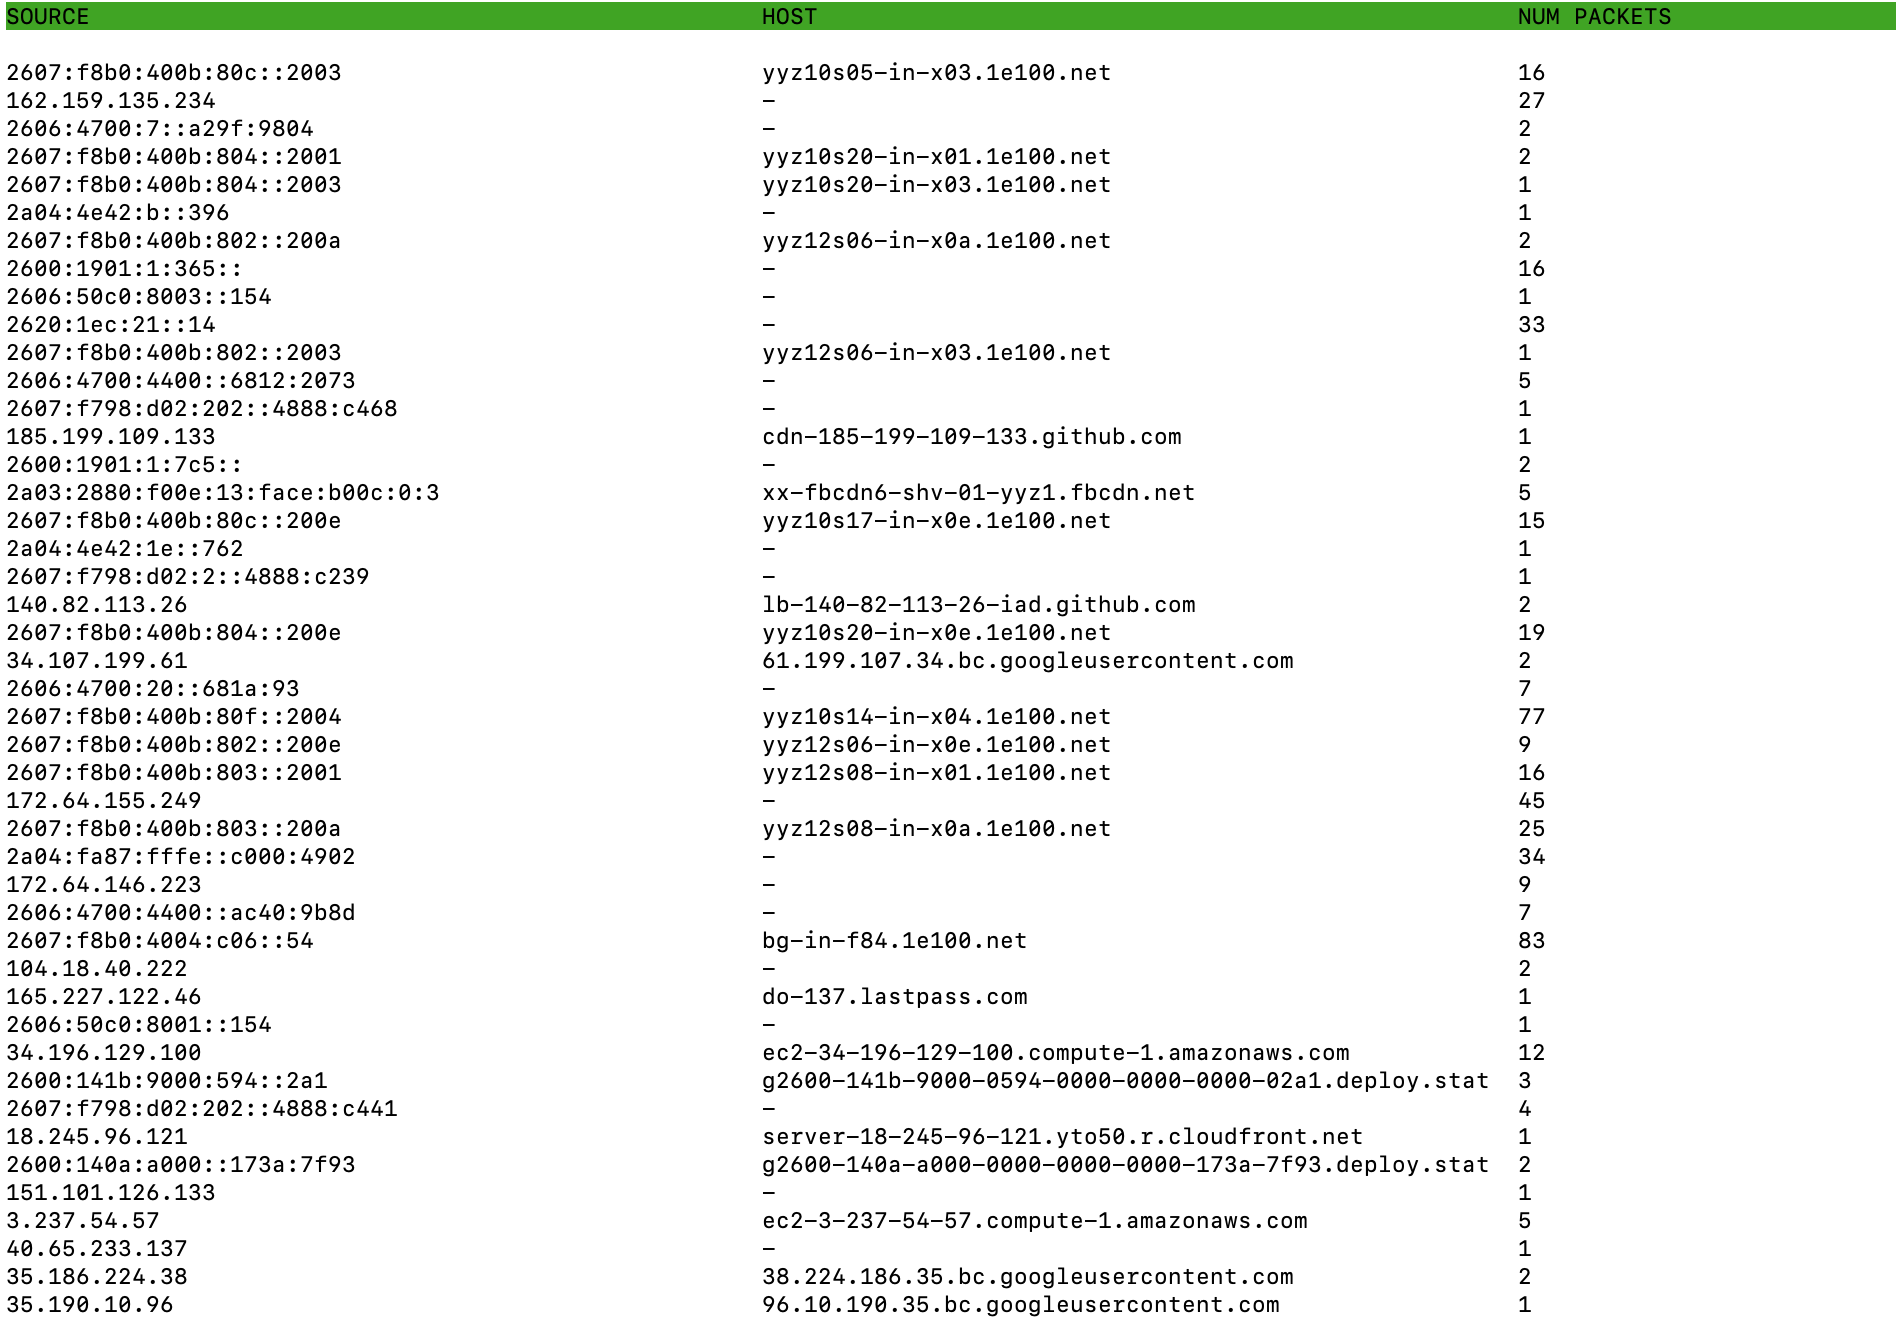 SOURCE HOST NUM PACKETS
2607:f8b0:400b:80c::2003 yyz10s05-in-x03.1e100.net 16
162.159.135.234 - 27
2606:4700:7::a29f:9804 - 2
2607:f8b0:400b:804::2001 yyz10s20-in-x01.1e100.net 2
2607:f8b0:400b:804::2003 yyz10s20-in-x03.1e100.net 1
2a04:4e42:b::396 - 1
2607:f8b0:400b:802::200a yyz12s06-in-x0a.1e100.net 2
2600:1901:1:365:: - 16
2606:50c0:8003::154 - 1
2620:1ec:21::14 - 33
2607:f8b0:400b:802::2003 yyz12s06-in-x03.1e100.net 1
2606:4700:4400::6812:2073 - 5
2607:f798:d02:202::4888:c468 - 1
185.199.109.133 cdn-185-199-109-133.github.com 1
2600:1901:1:7c5:: - 2
2a03:2880:f00e:13:face:b00c:0:3 xx-fbcdn6-shv-01-yyz1.fbcdn.net 5
2607:f8b0:400b:80c::200e yyz10s17-in-x0e.1e100.net 15
2a04:4e42:1e::762 - 1
2607:f798:d02:2::4888:c239 - 1
140.82.113.26 lb-140-82-113-26-iad.github.com 2
2607:f8b0:400b:804::200e yyz10s20-in-x0e.1e100.net 19
34.107.199.61 61.199.107.34.bc.googleusercontent.com 2
2606:4700:20::681a:93 - 7
2607:f8b0:400b:80f::2004 yyz10s14-in-x04.1e100.net 77
2607:f8b0:400b:802::200e yyz12s06-in-x0e.1e100.net 9
2607:f8b0:400b:803::2001 yyz12s08-in-x01.1e100.net 16
172.64.155.249 - 45
2607:f8b0:400b:803::200a yyz12s08-in-x0a.1e100.net 25
2a04:fa87:fffe::c000:4902 - 34
172.64.146.223 - 9
2606:4700:4400::ac40:9b8d - 7
2607:f8b0:4004:c06::54 bg-in-f84.1e100.net 83
104.18.40.222 - 2
165.227.122.46 do-137.lastpass.com 1
2606:50c0:8001::154 - 1
34.196.129.100 ec2-34-196-129-100.compute-1.amazonaws.com 12
2600:141b:9000:594::2a1 g2600-141b-9000-0594-0000-0000-0000-02a1.deploy.stat 3
2607:f798:d02:202::4888:c441 - 4
18.245.96.121 server-18-245-96-121.yto50.r.cloudfront.net 1
2600:140a:a000::173a:7f93 g2600-140a-a000-0000-0000-0000-173a-7f93.deploy.stat 2
151.101.126.133 - 1
3.237.54.57 ec2-3-237-54-57.compute-1.amazonaws.com 5
40.65.233.137 - 1
35.186.224.38 38.224.186.35.bc.googleusercontent.com 2
35.190.10.96 96.10.190.35.bc.googleusercontent.com 1